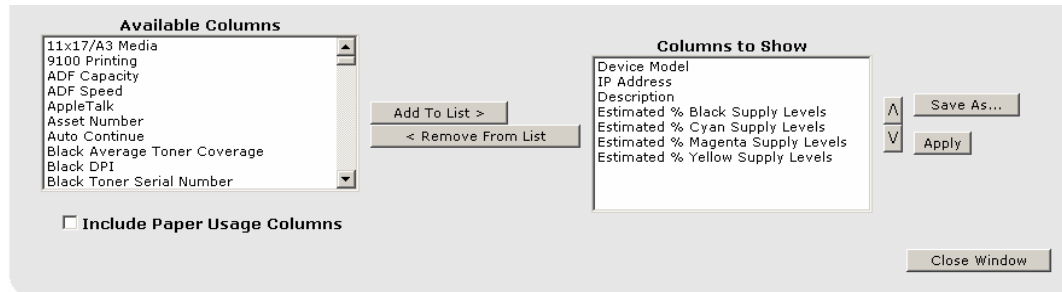 Available Columns
11x17/A3 Media
9100 Printing
ADF Capacity
ADF Speed
AppleTalk
Asset Number
Auto Continue
Black Average Toner Coverage
Black DPI
Black Toner Serial Number
Include Paper Usage Columns
Add To List >
< Remove From List
Columns to Show
Device Model
IP Address
Description
Estimated % Black Supply Levels
Estimated % Cyan Supply Levels
Estimated % Magenta Supply Levels
Estimated % Yellow Supply Levels
Λ
V
Save As...
Apply
Close Window